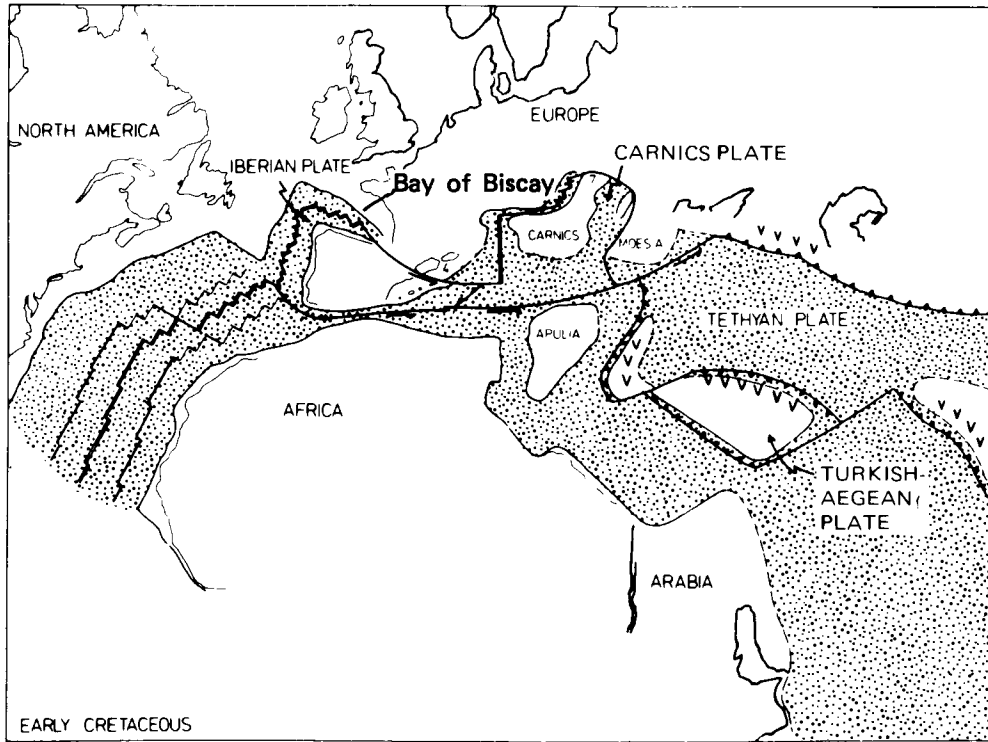 EUROPE
NORTH AMERICA
CARNICS PLATE
IBERIAN PLATE
Bay of Biscay
CARNICS
MOESIA
TETHYAN PLATE
APULIA
AFRICA
TURKISH-
AEGEAN
PLATE
ARABIA
EARLY CRETACEOUS